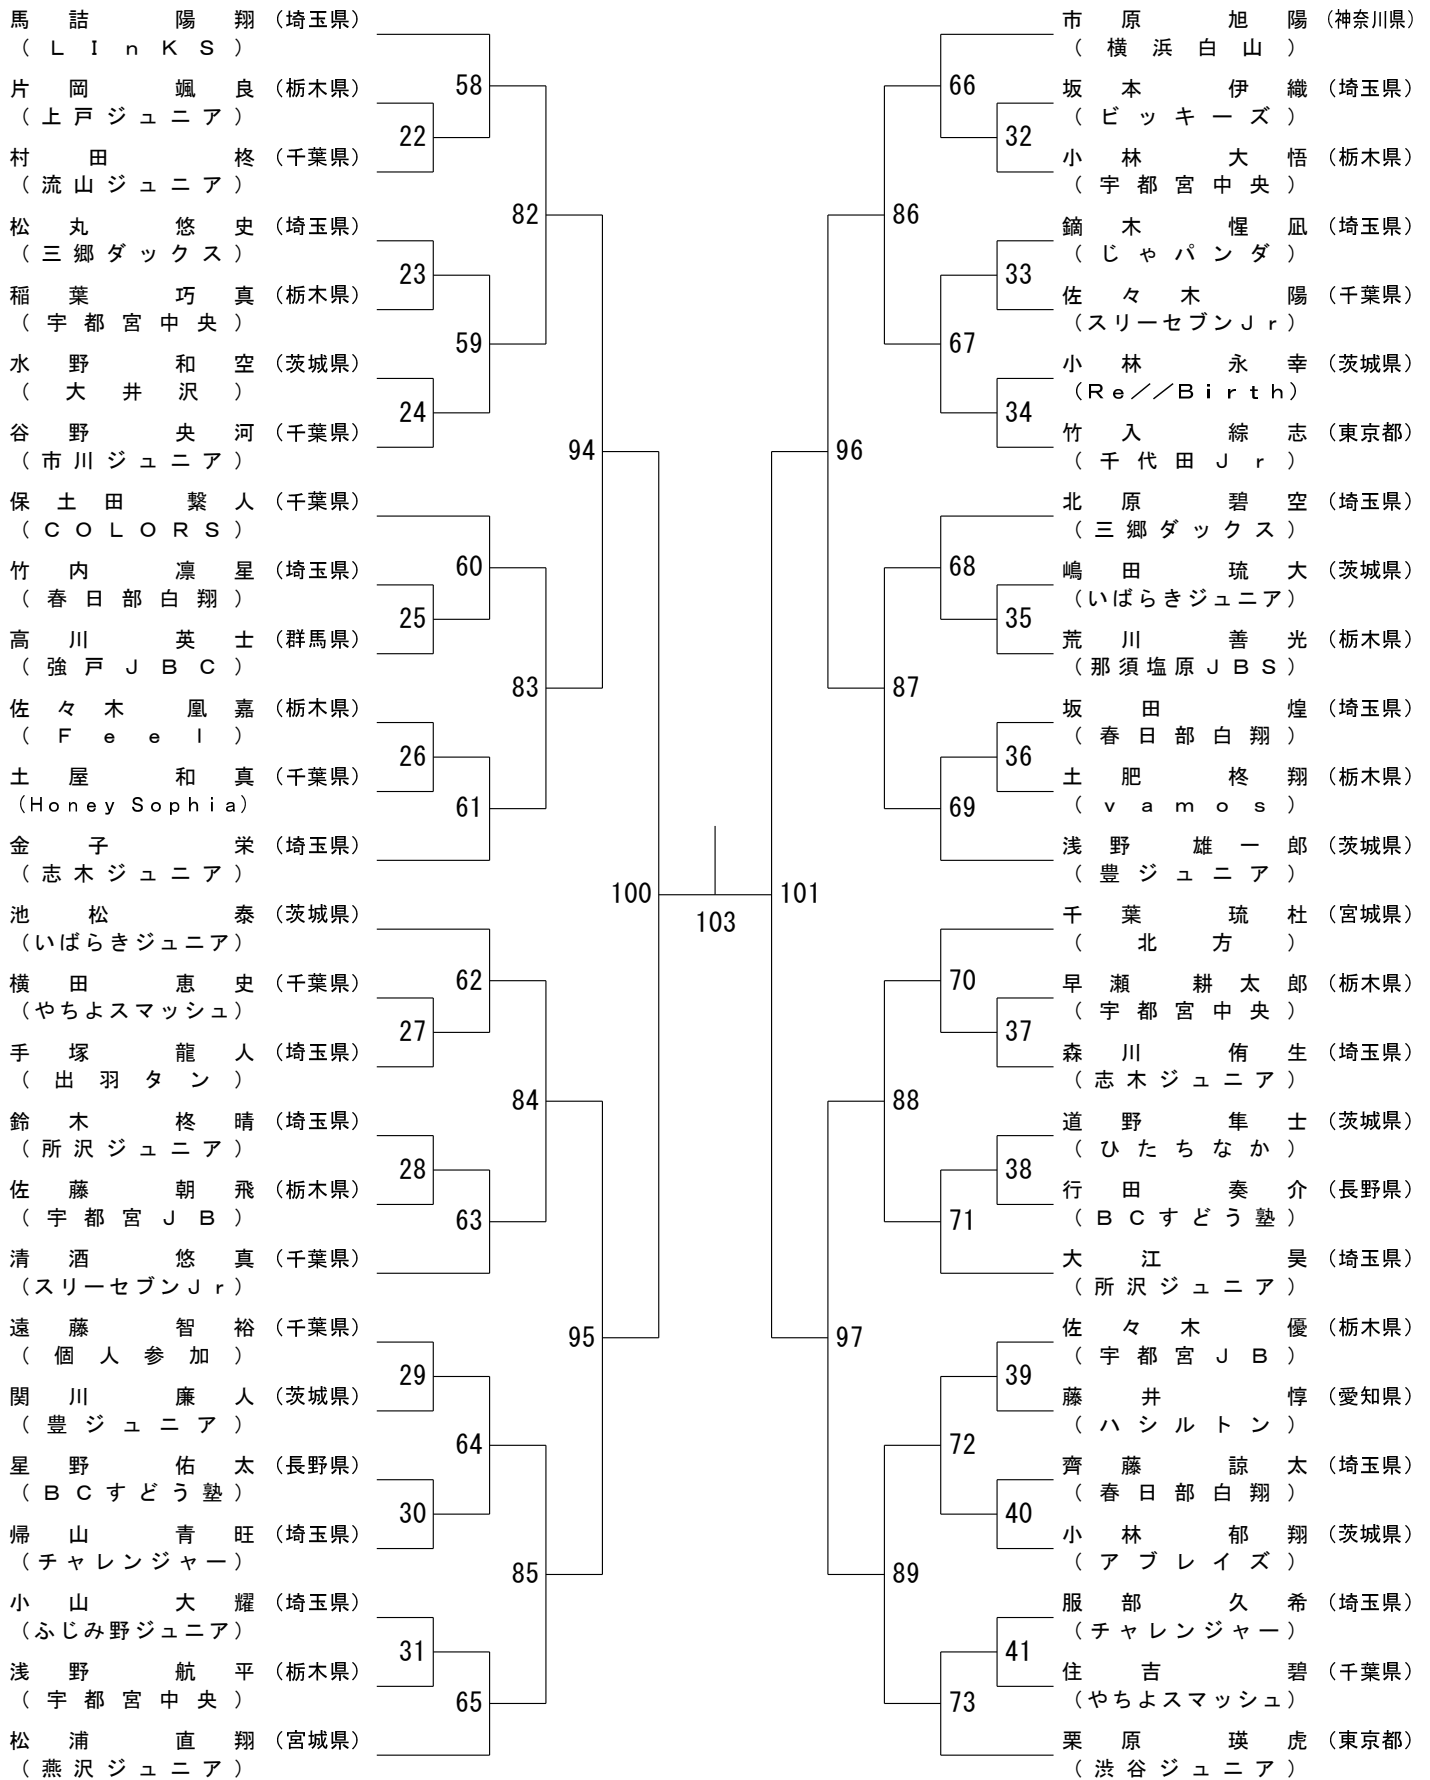 馬詰 陽翔 (埼玉県)
(LInKS)
片岡 颯良 (栃木県)
(上戸ジュニア)
村田 柊 (千葉県)
(流山ジュニア)
松丸 悠史 (埼玉県)
(三郷ダックス)
稲葉 巧真 (栃木県)
(宇都宮中央)
水野 和空 (茨城県)
(大井沢)
谷野 央河 (千葉県)
(市川ジュニア)
保土田 繋人 (千葉県)
(COLORS)
竹内 凛星 (埼玉県)
(春日部白翔)
高川 英士 (群馬県)
(強戸JBC)
佐々木 凰嘉 (栃木県)
(Feel)
土屋 和真 (千葉県)
(Honey Sophia)
金子 栄 (埼玉県)
(志木ジュニア)
池松 泰 (茨城県)
(いばらきジュニア)
横田 恵史 (千葉県)
(やちよスマッシュ)
手塚 龍人 (埼玉県)
(出羽タン)
鈴木 柊晴 (埼玉県)
(所沢ジュニア)
佐藤 朝飛 (栃木県)
(宇都宮JB)
清酒 悠真 (千葉県)
(スリーセブンJr)
遠藤 智裕 (千葉県)
(個人参加)
関川 廉人 (茨城県)
(豊ジュニア)
星野 佑太 (長野県)
(BCすどう塾)
帰山 青旺 (埼玉県)
(チャレンジャー)
小山 大耀 (埼玉県)
(ふじみ野ジュニア)
浅野 航平 (栃木県)
(宇都宮中央)
松浦 直翔 (宮城県)
(燕沢ジュニア)
22
23
24
25
26
27
28
29
30
31
58
59
60
61
62
63
64
65
82
83
84
85
94
95
100
103
101
96
97
86
87
88
89
66
67
68
69
70
71
72
73
32
33
34
35
36
37
38
39
40
41
市原 旭陽 (神奈川県)
(横浜白山)
坂本 伊織 (埼玉県)
(ビッキーズ)
小林 大悟 (栃木県)
(宇都宮中央)
鏑木 惺凪 (埼玉県)
(じゃパンダ)
佐々木 陽 (千葉県)
(スリーセブンJr)
小林 永幸 (茨城県)
(Re//Birth)
竹入 綜志 (東京都)
(千代田Jr)
北原 碧空 (埼玉県)
(三郷ダックス)
嶋田 琉大 (茨城県)
(いばらきジュニア)
荒川 善光 (栃木県)
(那須塩原JBS)
坂田 煌 (埼玉県)
(春日部白翔)
土肥 柊翔 (栃木県)
(vamos)
浅野 雄一郎 (茨城県)
(豊ジュニア)
千葉 琉杜 (宮城県)
(北方)
早瀬 耕太郎 (栃木県)
(宇都宮中央)
森川 侑生 (埼玉県)
(志木ジュニア)
道野 隼士 (茨城県)
(ひたちなか)
行田 奏介 (長野県)
(BCすどう塾)
大江 昊 (埼玉県)
(所沢ジュニア)
佐々木 優 (栃木県)
(宇都宮JB)
藤井 惇 (愛知県)
(ハシルトン)
齊藤 諒太 (埼玉県)
(春日部白翔)
小林 郁翔 (茨城県)
(アブレイズ)
服部 久希 (埼玉県)
(チャレンジャー)
住吉 碧 (千葉県)
(やちよスマッシュ)
栗原 瑛虎 (東京都)
(渋谷ジュニア)